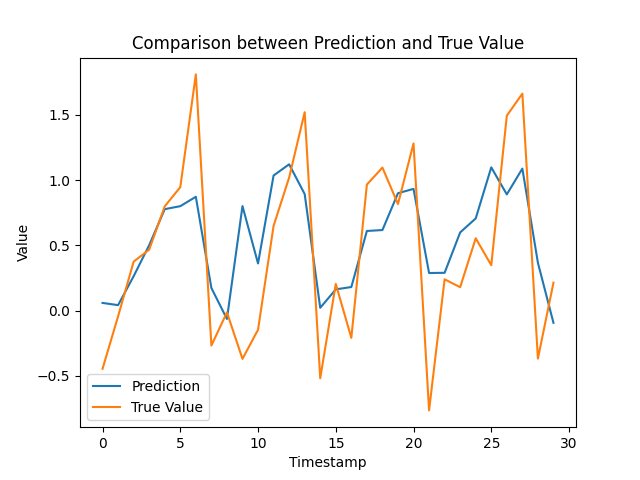 Comparison between Prediction and True Value
Value
1.5
1.0
0.5
0.0
−0.5
Prediction
True Value
0 5 10 15 20 25 30
Timestamp